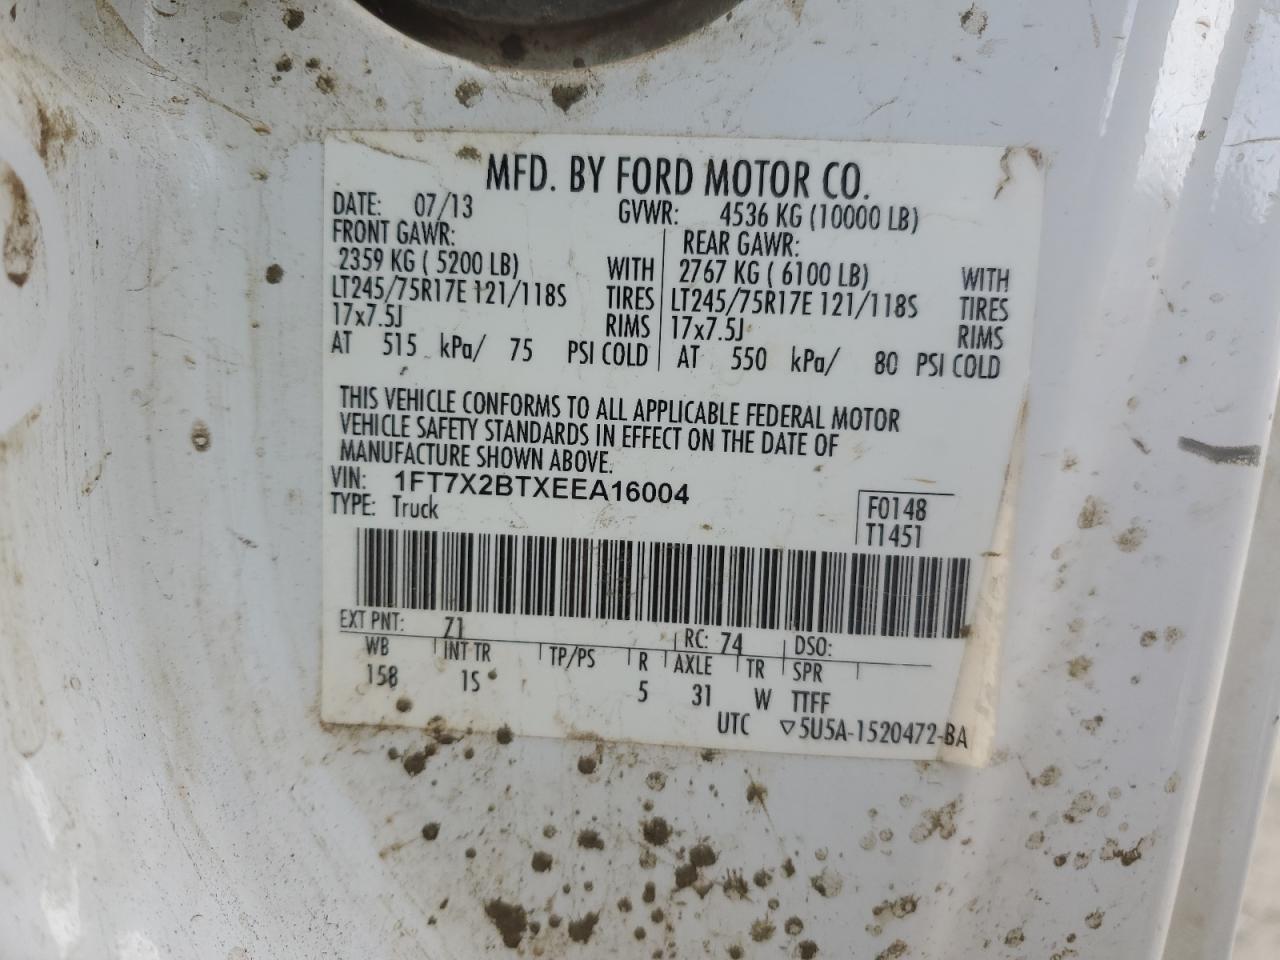 MFD. BY FORD MOTOR CO.
DATE: 07/13 GVWR: 4536 KG (10000 LB)
FRONT GAWR: REAR GAWR:
2359 KG ( 5200 LB) WITH 2767 KG ( 6100 LB) WITH
LT245/75R17E 121/118S TIRES LT245/75R17E 121/118S TIRES
17x7.5J RIMS 17x7.5J RIMS
AT 515 kPa/ 75 PSI COLD AT 550 kPa/ 80 PSI COLD
THIS VEHICLE CONFORMS TO ALL APPLICABLE FEDERAL MOTOR
VEHICLE SAFETY STANDARDS IN EFFECT ON THE DATE OF
MANUFACTURE SHOWN ABOVE.
VIN: 1FT7X2BTXEEA16004
TYPE: Truck
F0148
T1451
EXT PNT: Z1 RC: 74 DSO:
WB INT TR TP/PS R AXLE TR SPR
158 1S 5 31 W TTFF
UTC ▽5U5A-1520472-BA